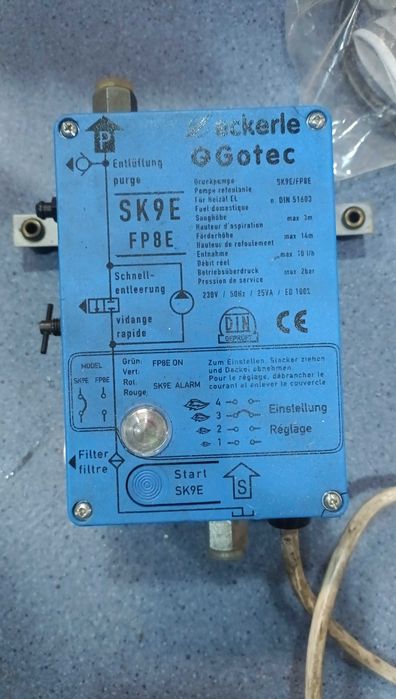 P
eckerle
Gotec
Entlüftung
purge
SK9E
FP8E
Druckpumpe SK9E/FP8E
Pompe refoulante
Für Heizöl EL n. DIN 51603
Fuel domestique
Saughöhe max 3m
Hauteur d'aspiration
Förderhöhe max 14m
Hauteur de refoulement
Entnahme max 10 l/h
Débit réel
Betriebsüberdruck max 2bar
Pression de service
230V / 50Hz / 25VA / ED 100%
Schnell-
entleerung
vidange
rapide
DIN
GEPRÜFT
CE
MODEL
SK9E FP8E
Grün: FP8E ON
Vert.
Rot. SK9E ALARM
Rouge:
Zum Einstellen, Stecker ziehen
und Deckel abnehmen.
Pour le réglage, débrancher le
courant et enlever le couvercle
4
3
2
1
Einstellung
Réglage
Filter
filtre
Start
SK9E
S